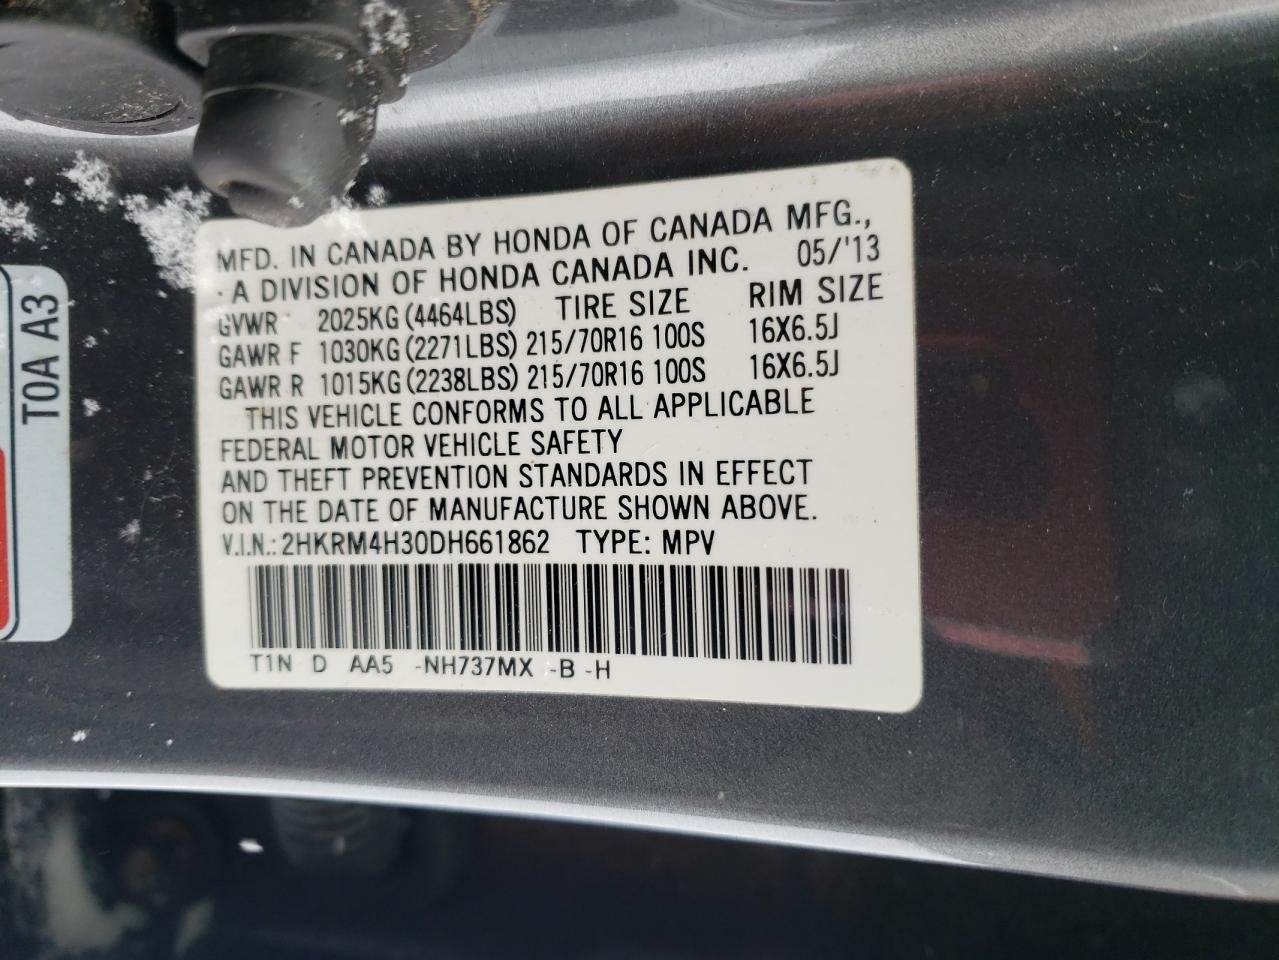 MFD. IN CANADA BY HONDA OF CANADA MFG.,
A DIVISION OF HONDA CANADA INC. 05/'13
GVWR 2025KG (4464LBS) TIRE SIZE RIM SIZE
GAWR F 1030KG (2271LBS) 215/70R16 100S 16X6.5J
GAWR R 1015KG (2238LBS) 215/70R16 100S 16X6.5J
THIS VEHICLE CONFORMS TO ALL APPLICABLE
FEDERAL MOTOR VEHICLE SAFETY
AND THEFT PREVENTION STANDARDS IN EFFECT
ON THE DATE OF MANUFACTURE SHOWN ABOVE.
V.I.N.: 2HKRM4H30DH661862 TYPE: MPV
T1N D AA5 -NH737MX -B -H
T0A A3